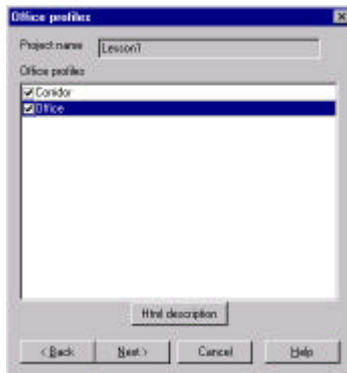 Office profiles
Project name Lesson1
Office profiles
Corridor
Office
Html description
< Back Next > Cancel Help